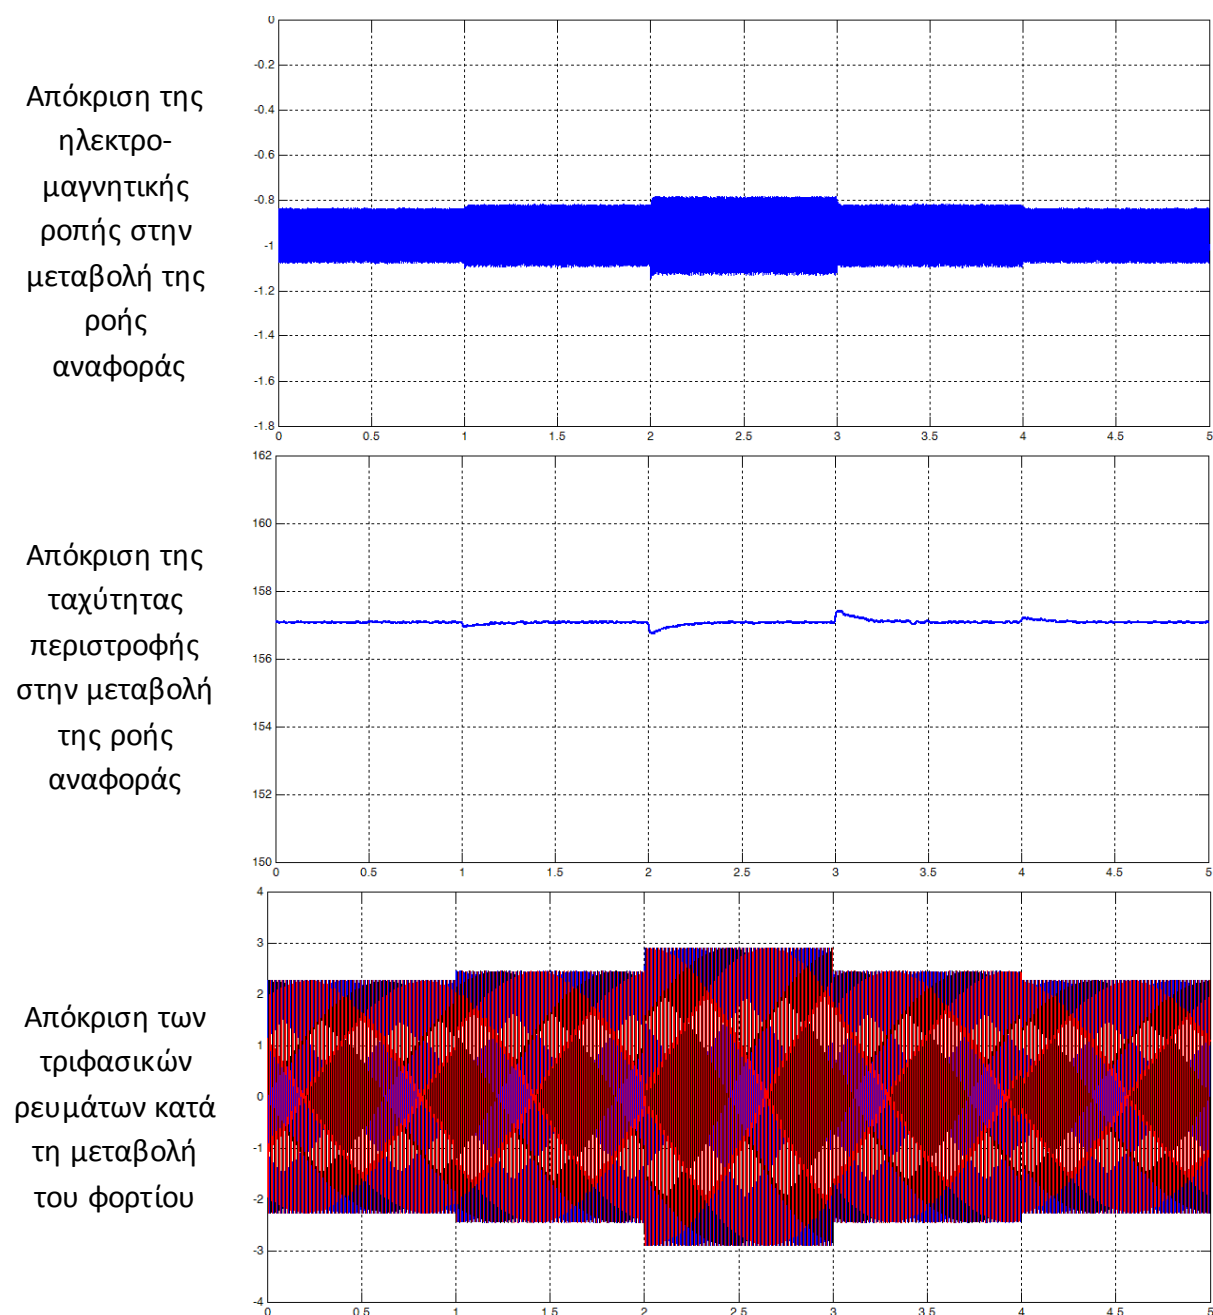 Απόκριση της
ηλεκτρο-
μαγνητικής
ροπής στην
μεταβολή της
ροής
αναφοράς
0
-0.2
-0.4
-0.6
-0.8
-1
-1.2
-1.4
-1.6
-1.8
0 0.5 1 1.5 2 2.5 3 3.5 4 4.5 5
Απόκριση της
ταχύτητας
περιστροφής
στην μεταβολή
της ροής
αναφοράς
162
160
158
156
154
152
150
0 0.5 1 1.5 2 2.5 3 3.5 4 4.5 5
Απόκριση των
τριφασικών
ρευμάτων κατά
τη μεταβολή
του φορτίου
4
3
2
1
0
-1
-2
-3
-4
0 0.5 1 1.5 2 2.5 3 3.5 4 4.5 5